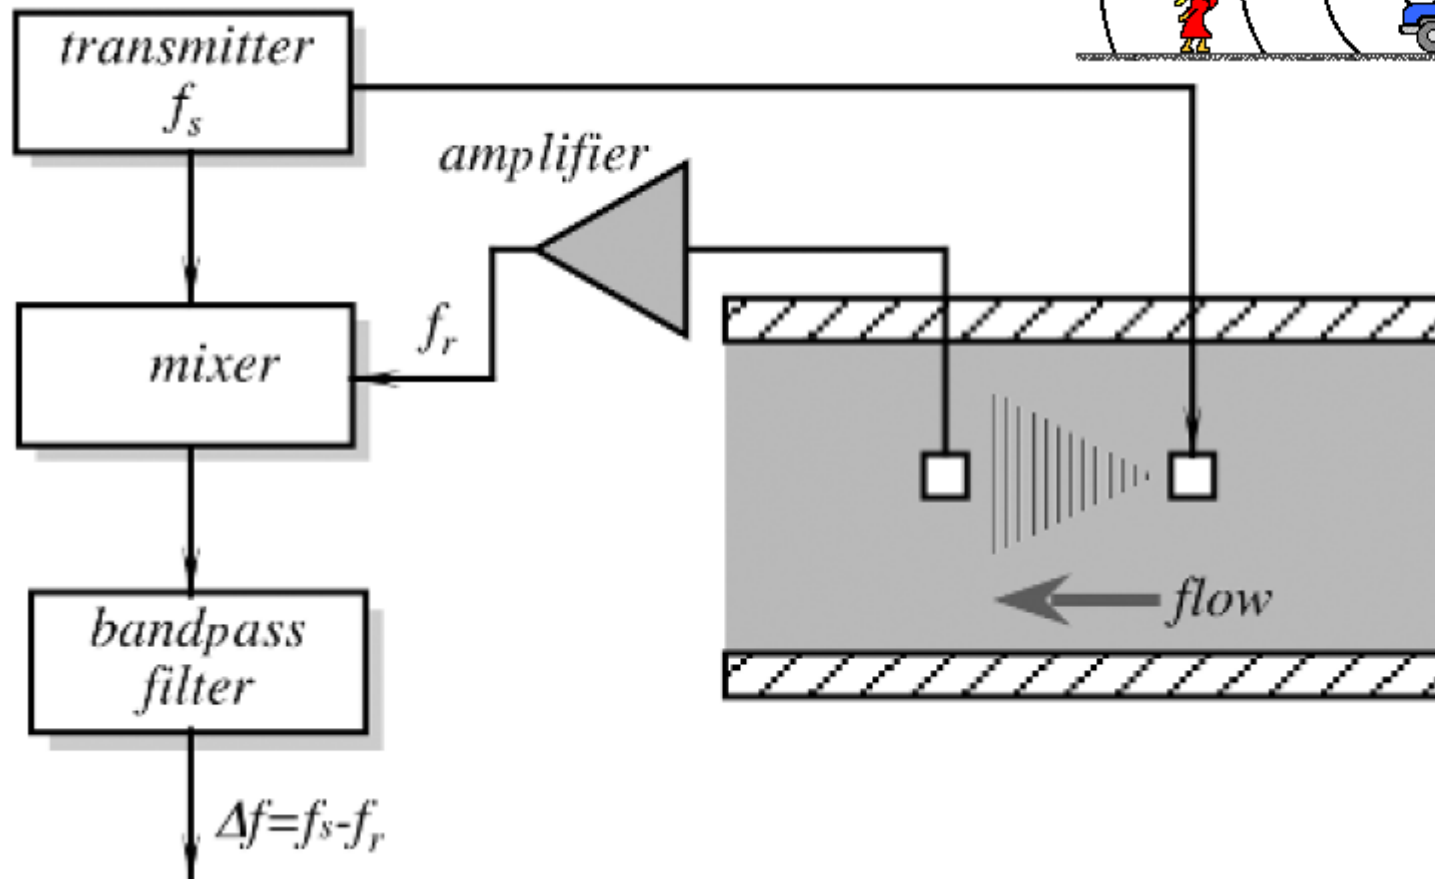 transmitter
fs
amplifier
fr
mixer
flow
bandpass
filter
Δf=fs-fr